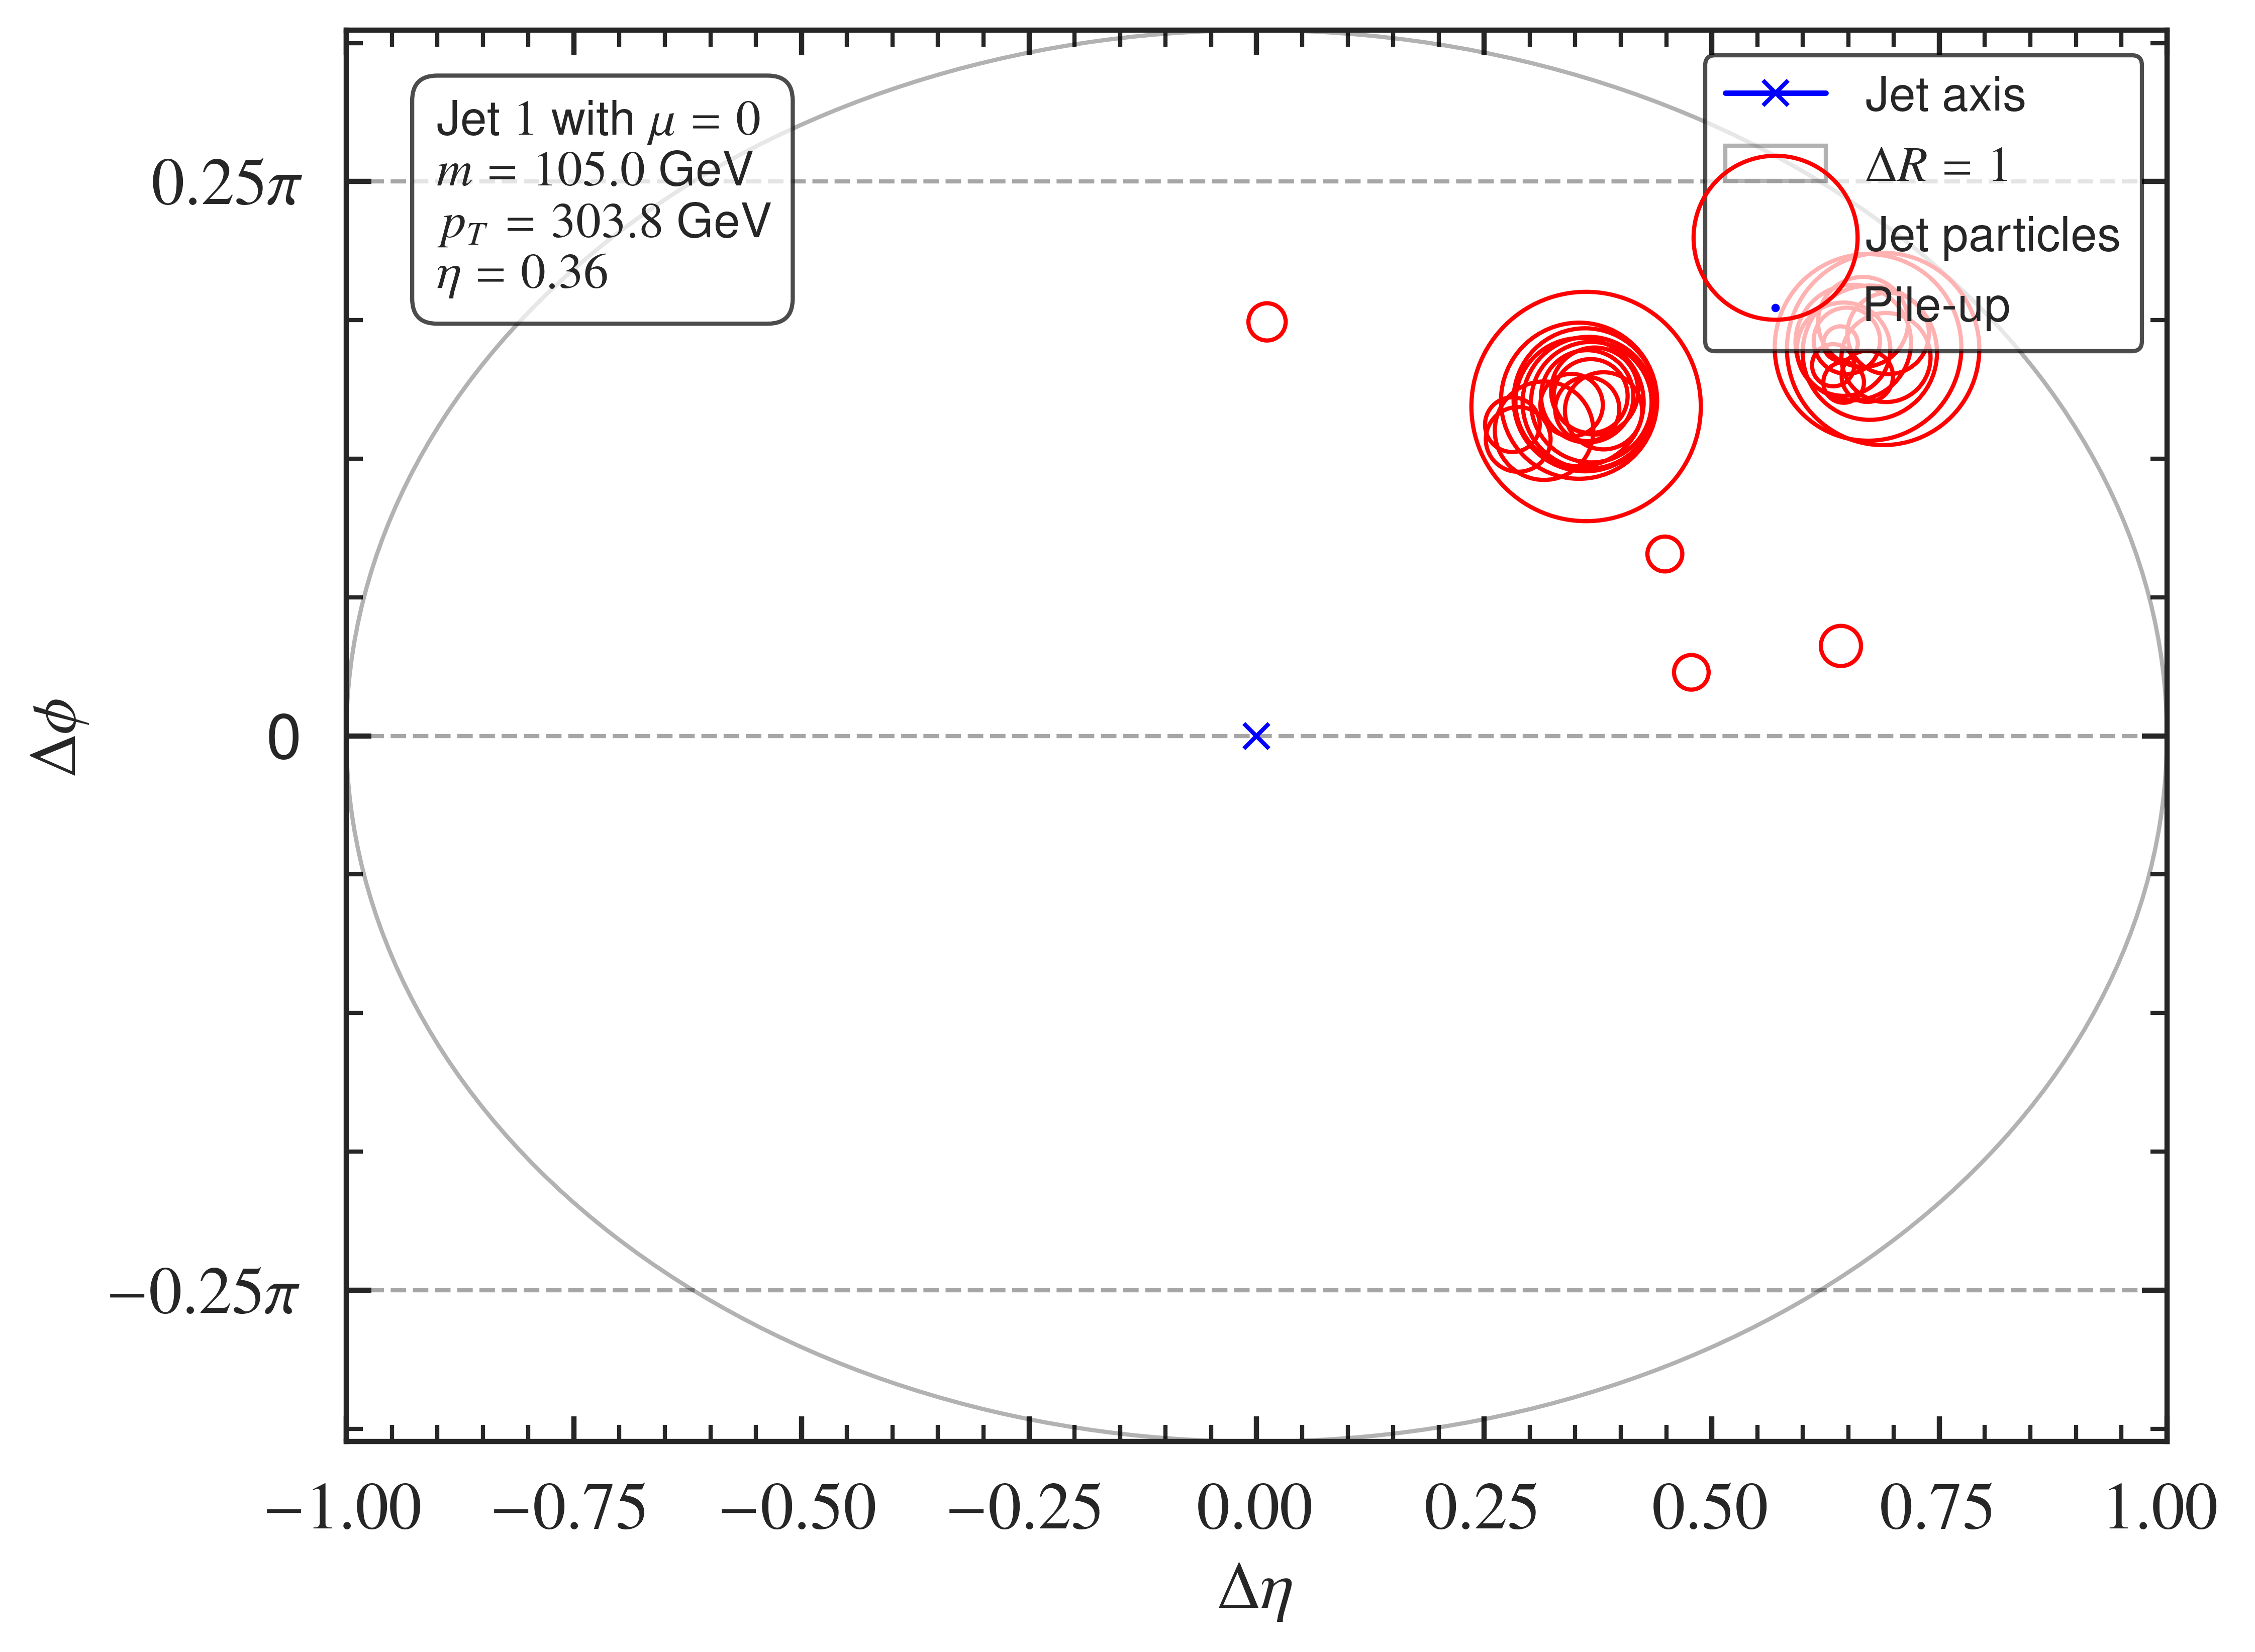 Jet 1 with μ = 0
m = 105.0 GeV
p_T = 303.8 GeV
η = 0.36
Jet axis
ΔR = 1
Jet particles
Pile-up
0.25π
0
−0.25π
Δϕ
−1.00 −0.75 −0.50 −0.25 0.00 0.25 0.50 0.75 1.00
Δη